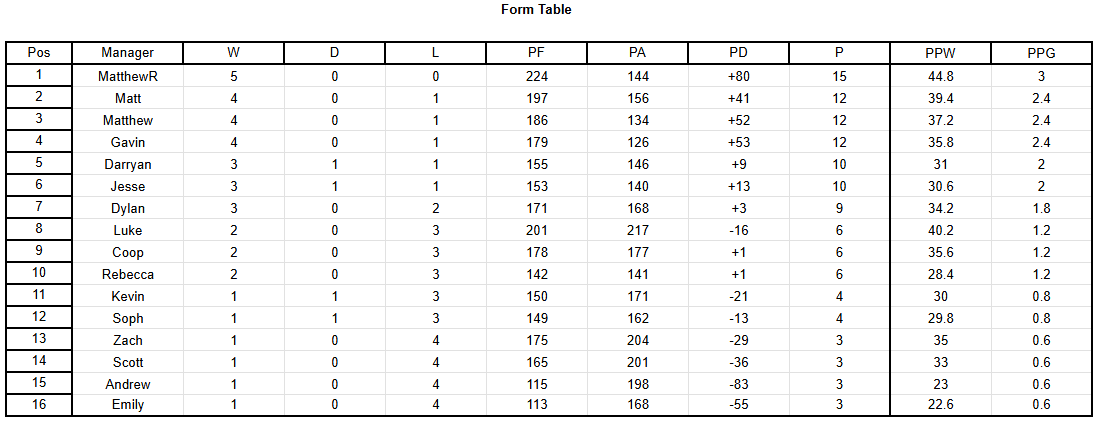 Form Table
Pos Manager W D L PF PA PD P PPW PPG
1 MatthewR 5 0 0 224 144 +80 15 44.8 3
2 Matt 4 0 1 197 156 +41 12 39.4 2.4
3 Matthew 4 0 1 186 134 +52 12 37.2 2.4
4 Gavin 4 0 1 179 126 +53 12 35.8 2.4
5 Darryan 3 1 1 155 146 +9 10 31 2
6 Jesse 3 1 1 153 140 +13 10 30.6 2
7 Dylan 3 0 2 171 168 +3 9 34.2 1.8
8 Luke 2 0 3 201 217 -16 6 40.2 1.2
9 Coop 2 0 3 178 177 +1 6 35.6 1.2
10 Rebecca 2 0 3 142 141 +1 6 28.4 1.2
11 Kevin 1 1 3 150 171 -21 4 30 0.8
12 Soph 1 1 3 149 162 -13 4 29.8 0.8
13 Zach 1 0 4 175 204 -29 3 35 0.6
14 Scott 1 0 4 165 201 -36 3 33 0.6
15 Andrew 1 0 4 115 198 -83 3 23 0.6
16 Emily 1 0 4 113 168 -55 3 22.6 0.6